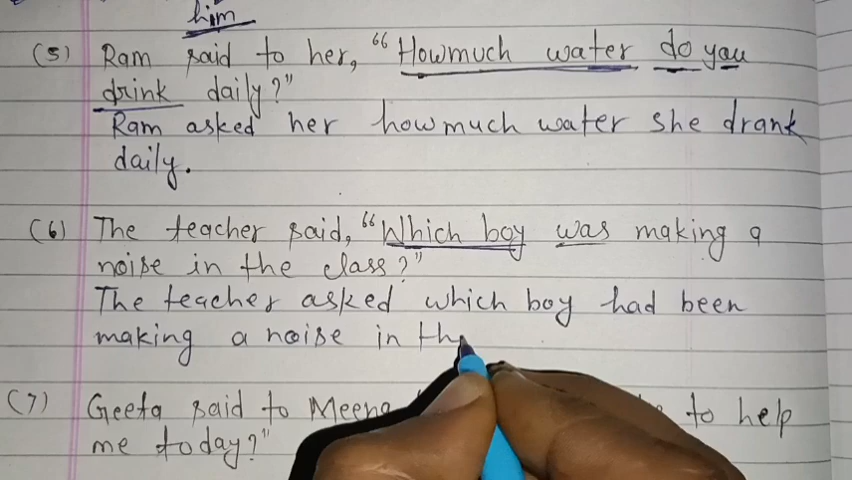 him
(5) Ram said to her, "Howmuch water do you
drink daily?"
Ram asked her howmuch water she drank
daily.
(6) The teacher said, "Which boy was making a
noise in the class?"
The teacher asked which boy had been
making a noise in th
(7) Geeta said to Meena to help
me today?"